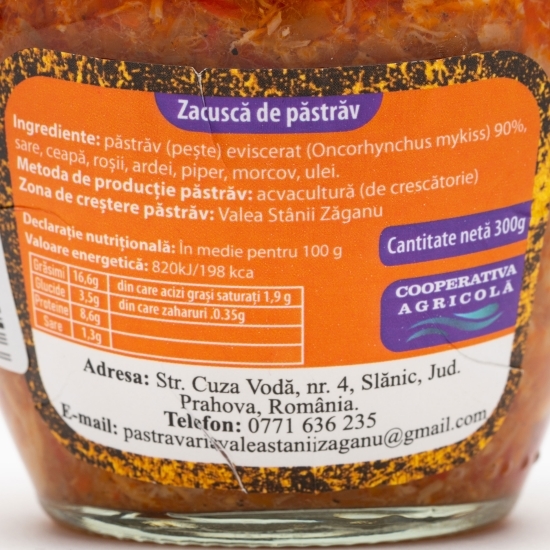 Zacuscă de păstrăv
Ingrediente: păstrăv (pește) eviscerat (Oncorhynchus mykiss) 90%,
sare, ceapă, roșii, ardei, piper, morcov, ulei.
Metoda de producție păstrăv: acvacultură (de crescătorie)
Zona de creștere păstrăv: Valea Stânii Zăganu
Declarație nutrițională: În medie pentru 100 g
Valoare energetică: 820kJ/198 kca
Grăsimi 16,6g din care acizi grași saturați 1,9 g
Glucide 3,5g din care zaharuri .0.35g
Proteine 8,6g
Sare 1,3g
Cantitate netă 300g
COOPERATIVA
AGRICOLĂ
Adresa: Str. Cuza Vodă, nr. 4, Slănic, Jud.
Prahova, România.
Telefon: 0771 636 235
E-mail: pastravariavaleastaniizaganu@gmail.com